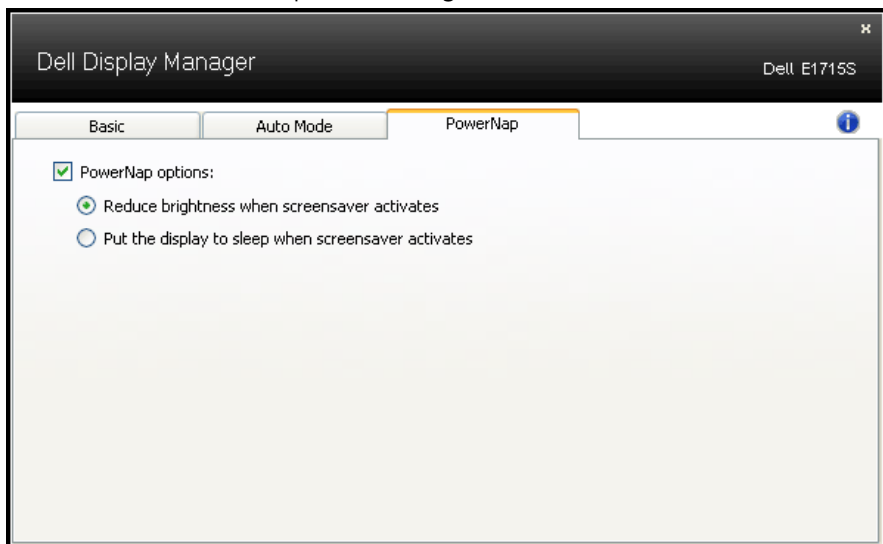 Dell Display Manager
Dell E1715S
Basic
Auto Mode
PowerNap
PowerNap options:
Reduce brightness when screensaver activates
Put the display to sleep when screensaver activates